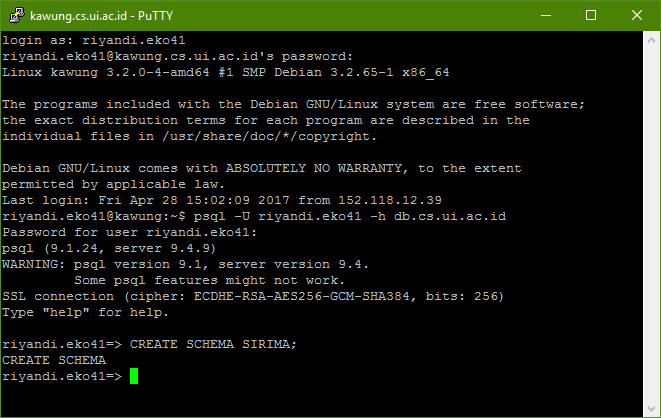 kawung.cs.ui.ac.id - PuTTY
login as: riyandi.eko41
riyandi.eko41@kawung.cs.ui.ac.id's password:
Linux kawung 3.2.0-4-amd64 #1 SMP Debian 3.2.65-1 x86_64
The programs included with the Debian GNU/Linux system are free software;
the exact distribution terms for each program are described in the
individual files in /usr/share/doc/*/copyright.
Debian GNU/Linux comes with ABSOLUTELY NO WARRANTY, to the extent
permitted by applicable law.
Last login: Fri Apr 28 15:02:09 2017 from 152.118.12.39
riyandi.eko41@kawung:~$ psql -U riyandi.eko41 -h db.cs.ui.ac.id
Password for user riyandi.eko41:
psql (9.1.24, server 9.4.9)
WARNING: psql version 9.1, server version 9.4.
         Some psql features might not work.
SSL connection (cipher: ECDHE-RSA-AES256-GCM-SHA384, bits: 256)
Type "help" for help.
riyandi.eko41=> CREATE SCHEMA SIRIMA;
CREATE SCHEMA
riyandi.eko41=>